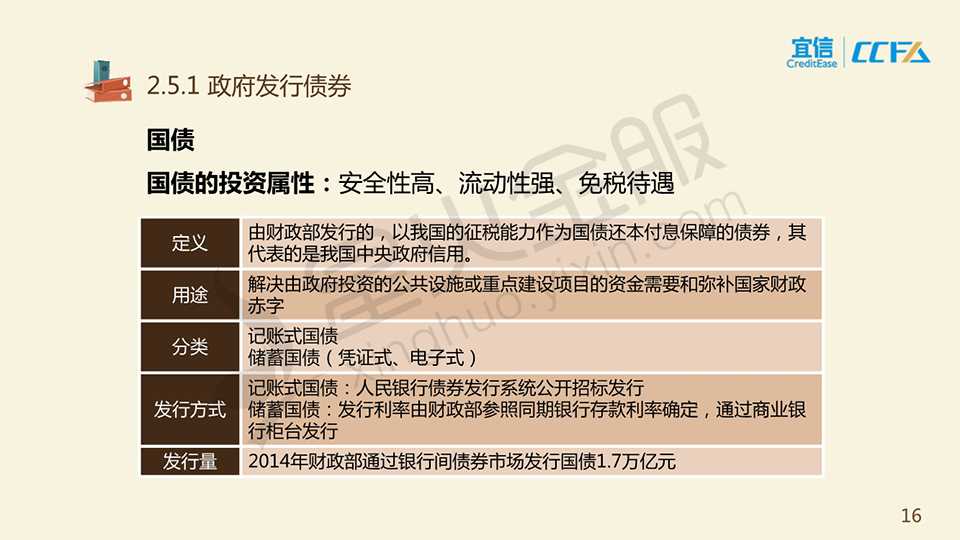 宜信
CreditEase
CCFA
2.5.1 政府发行债券
国债
国债的投资属性：安全性高、流动性强、免税待遇
定义
由财政部发行的，以我国的征税能力作为国债还本付息保障的债券，其
代表的是我国中央政府信用。
用途
解决由政府投资的公共设施或重点建设项目的资金需要和弥补国家财政
赤字
分类
记账式国债
储蓄国债（凭证式、电子式）
发行方式
记账式国债：人民银行债券发行系统公开招标发行
储蓄国债：发行利率由财政部参照同期银行存款利率确定，通过商业银
行柜台发行
发行量
2014年财政部通过银行间债券市场发行国债1.7万亿元
星火金服
xinghuo.yixin.com
16